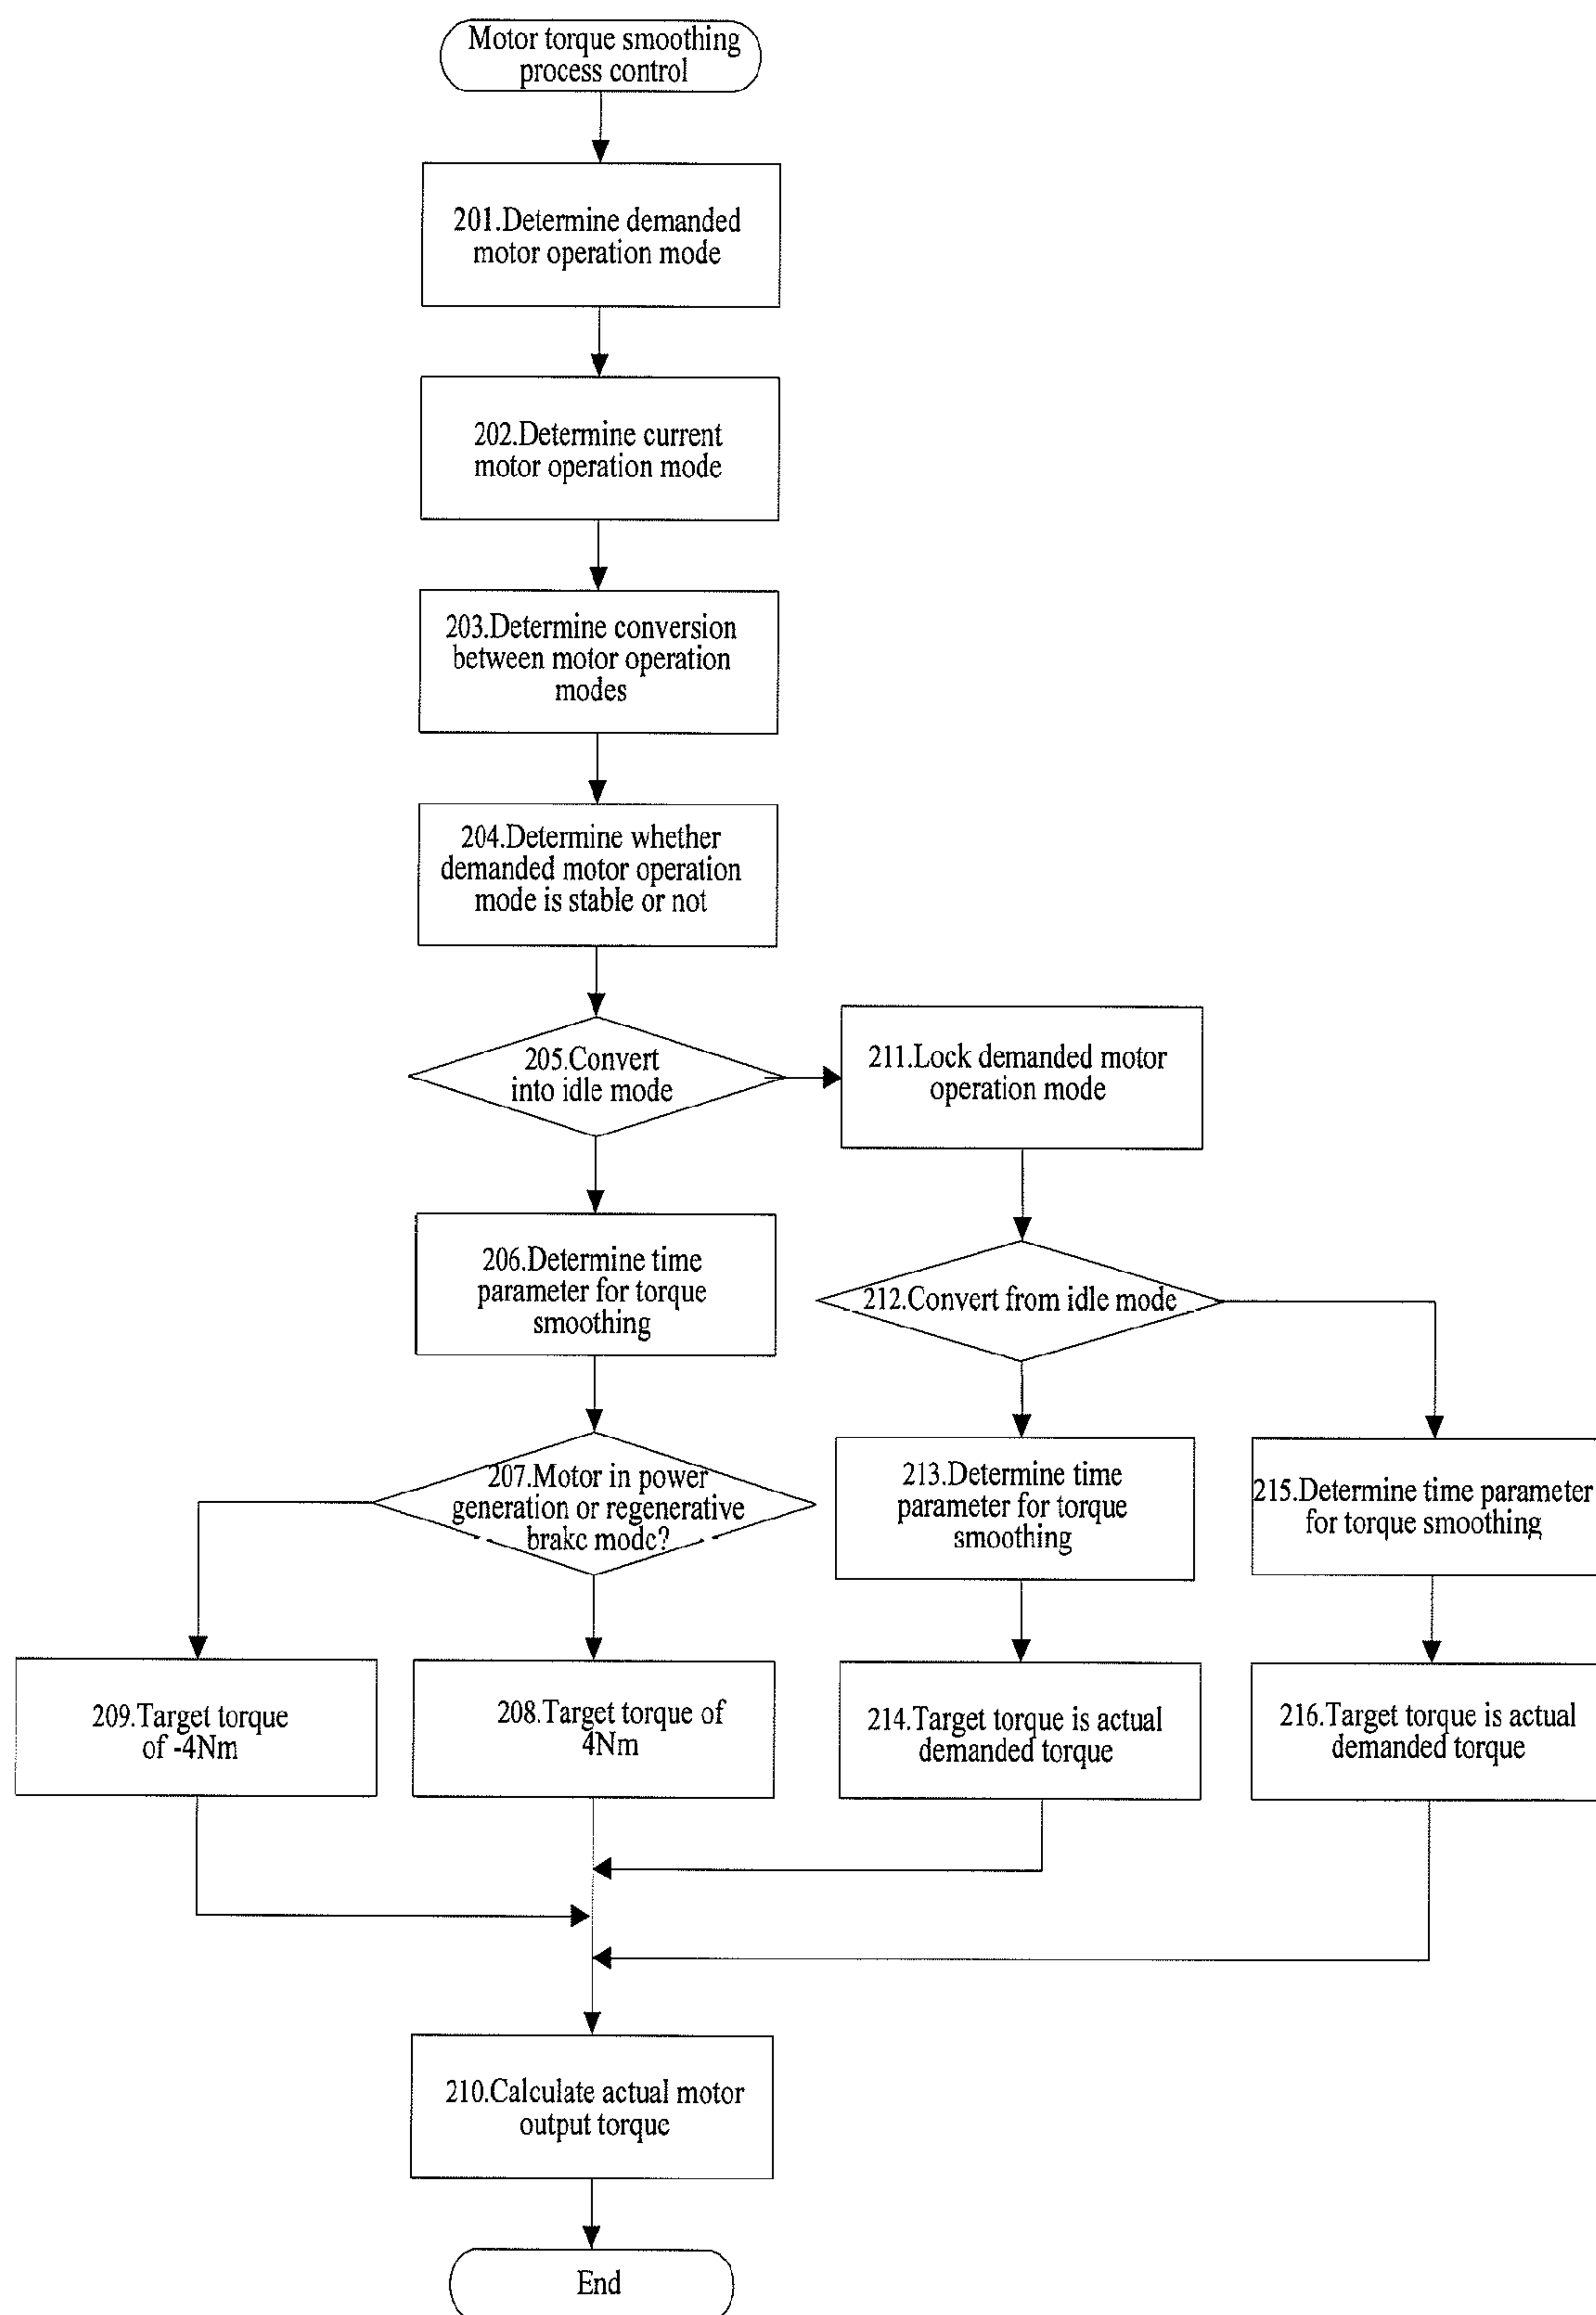 Motor torque smoothing
process control
201.Determine demanded
motor operation mode
202.Determine current
motor operation mode
203.Determine conversion
between motor operation
modes
204.Determine whether
demanded motor operation
mode is stable or not
205.Convert
into idle mode
211.Lock demanded motor
operation mode
206.Determine time
parameter for torque
smoothing
212.Convert from idle mode
207.Motor in power
generation or regenerative
brake mode?
213.Determine time
parameter for torque
smoothing
215.Determine time parameter
for torque smoothing
209.Target torque
of -4Nm
208.Target torque of
4Nm
214.Target torque is actual
demanded torque
216.Target torque is actual
demanded torque
210.Calculate actual motor
output torque
End